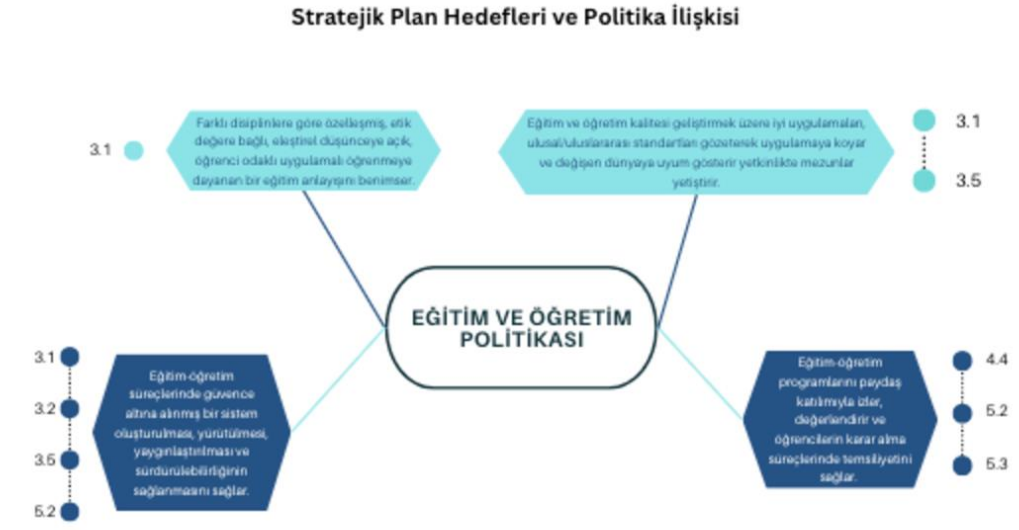 Stratejik Plan Hedefleri ve Politika İlişkisi
3.1
Farklı disiplinlere göre özelleşmiş, etik
değere bağlı, eleştirel düşünceye açık,
öğrenci odaklı uygulamalı öğrenmeye
dayanan bir eğitim anlayışını benimser.
Eğitim ve öğretim kalitesi geliştirmek üzere iyi uygulamaları,
ulusal/uluslararası standartları gözeterek uygulamaya koyar
ve değişen dünyaya uyum gösterir yetkinlikte mezunlar
yetiştirir.
3.1
3.5
EĞİTİM VE ÖĞRETİM
POLİTİKASI
3.1
3.2
3.5
5.2
Eğitim-öğretim
süreçlerinde güvence
altına alınmış bir sistem
oluşturulması, yürütülmesi,
yaygınlaştırılması ve
sürdürülebilirliğinin
sağlanmasını sağlar.
Eğitim-öğretim
programlarını paydaş
katılımıyla izler,
değerlendirir ve
öğrencilerin karar alma
süreçlerinde temsiliyetini
sağlar.
4.4
5.2
5.3